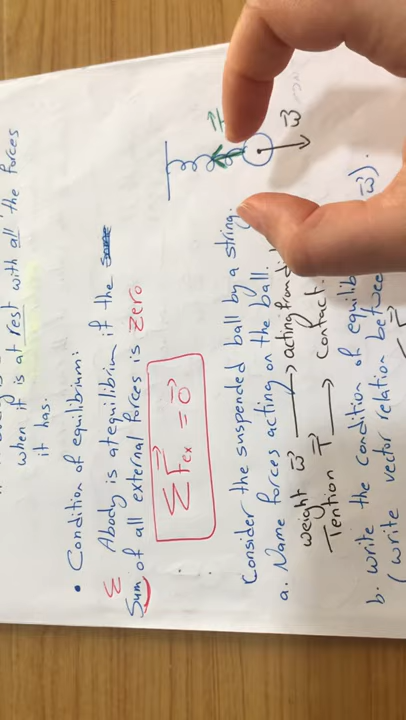 when it is at rest with all the forces
it has.
• Condition of equilibrium:
Σ A body is at equilibrium if the
Sum of all external forces is zero
ΣF⃗ex = 0⃗
T⃗
w⃗
Consider the suspended ball by a string.
a. Name forces acting on the ball.
weight w⃗ → acting from d
Tention T⃗ → contact.
b. Write the condition of equilib
(write vector relation betwee w⃗).